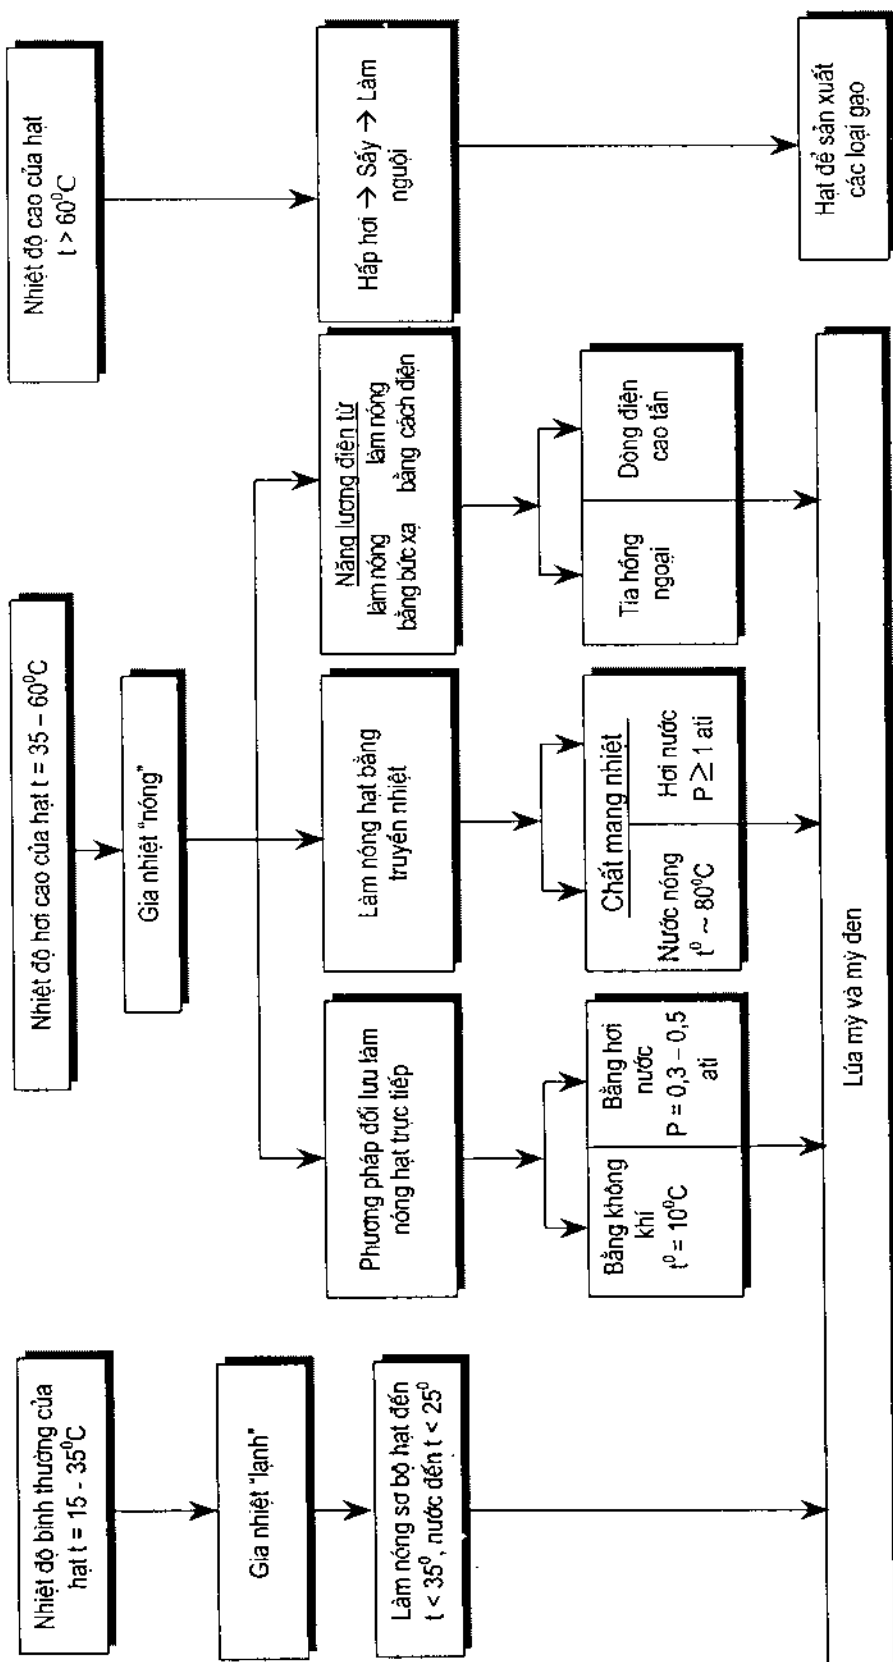 Nhiệt độ bình thường của
hạt t = 15 - 35⁰C
Gia nhiệt "lạnh"
Làm nóng sơ bộ hạt đến
t < 35⁰, nước đến t < 25⁰
Nhiệt độ hơi cao của hạt t = 35 – 60⁰C
Gia nhiệt "nóng"
Phương pháp đối lưu làm
nóng hạt trực tiếp
Bằng không
khí
t⁰ = 10⁰C
Bằng hơi
nước
P = 0,3 – 0,5
ati
Làm nóng hạt bằng
truyền nhiệt
Chất mang nhiệt
Nước nóng
t⁰ ~ 80⁰C
Hơi nước
P ≥ 1 ati
Năng lương điện từ
làm nóng
bằng bức xạ
làm nóng
bằng cách điện
Tia hồng
ngoại
Dòng điện
cao tần
Lúa mỳ và mỳ đen
Nhiệt độ cao của hạt
t > 60⁰C
Hấp hơi → Sấy → Làm
nguội
Hạt để sản xuất
các loại gạo